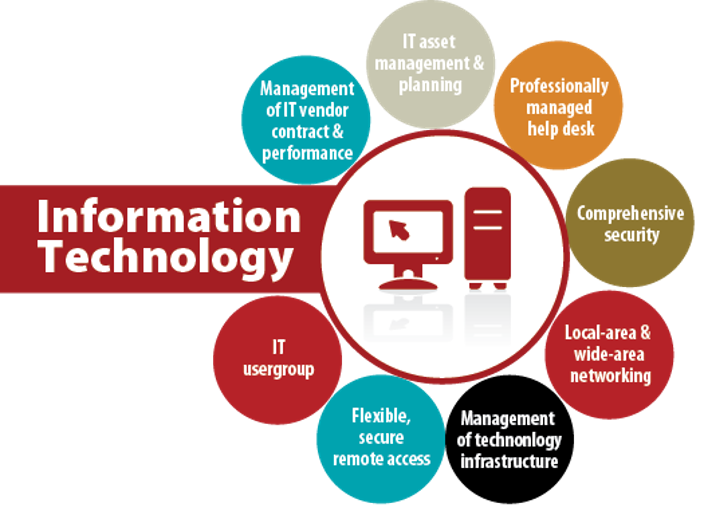 Information
Technology
Management
of IT vendor
contract &
performance
IT asset
management &
planning
Professionally
managed
help desk
Comprehensive
security
Local-area &
wide-area
networking
Management
of technonlogy
infrastructure
Flexible,
secure
remote access
IT
usergroup